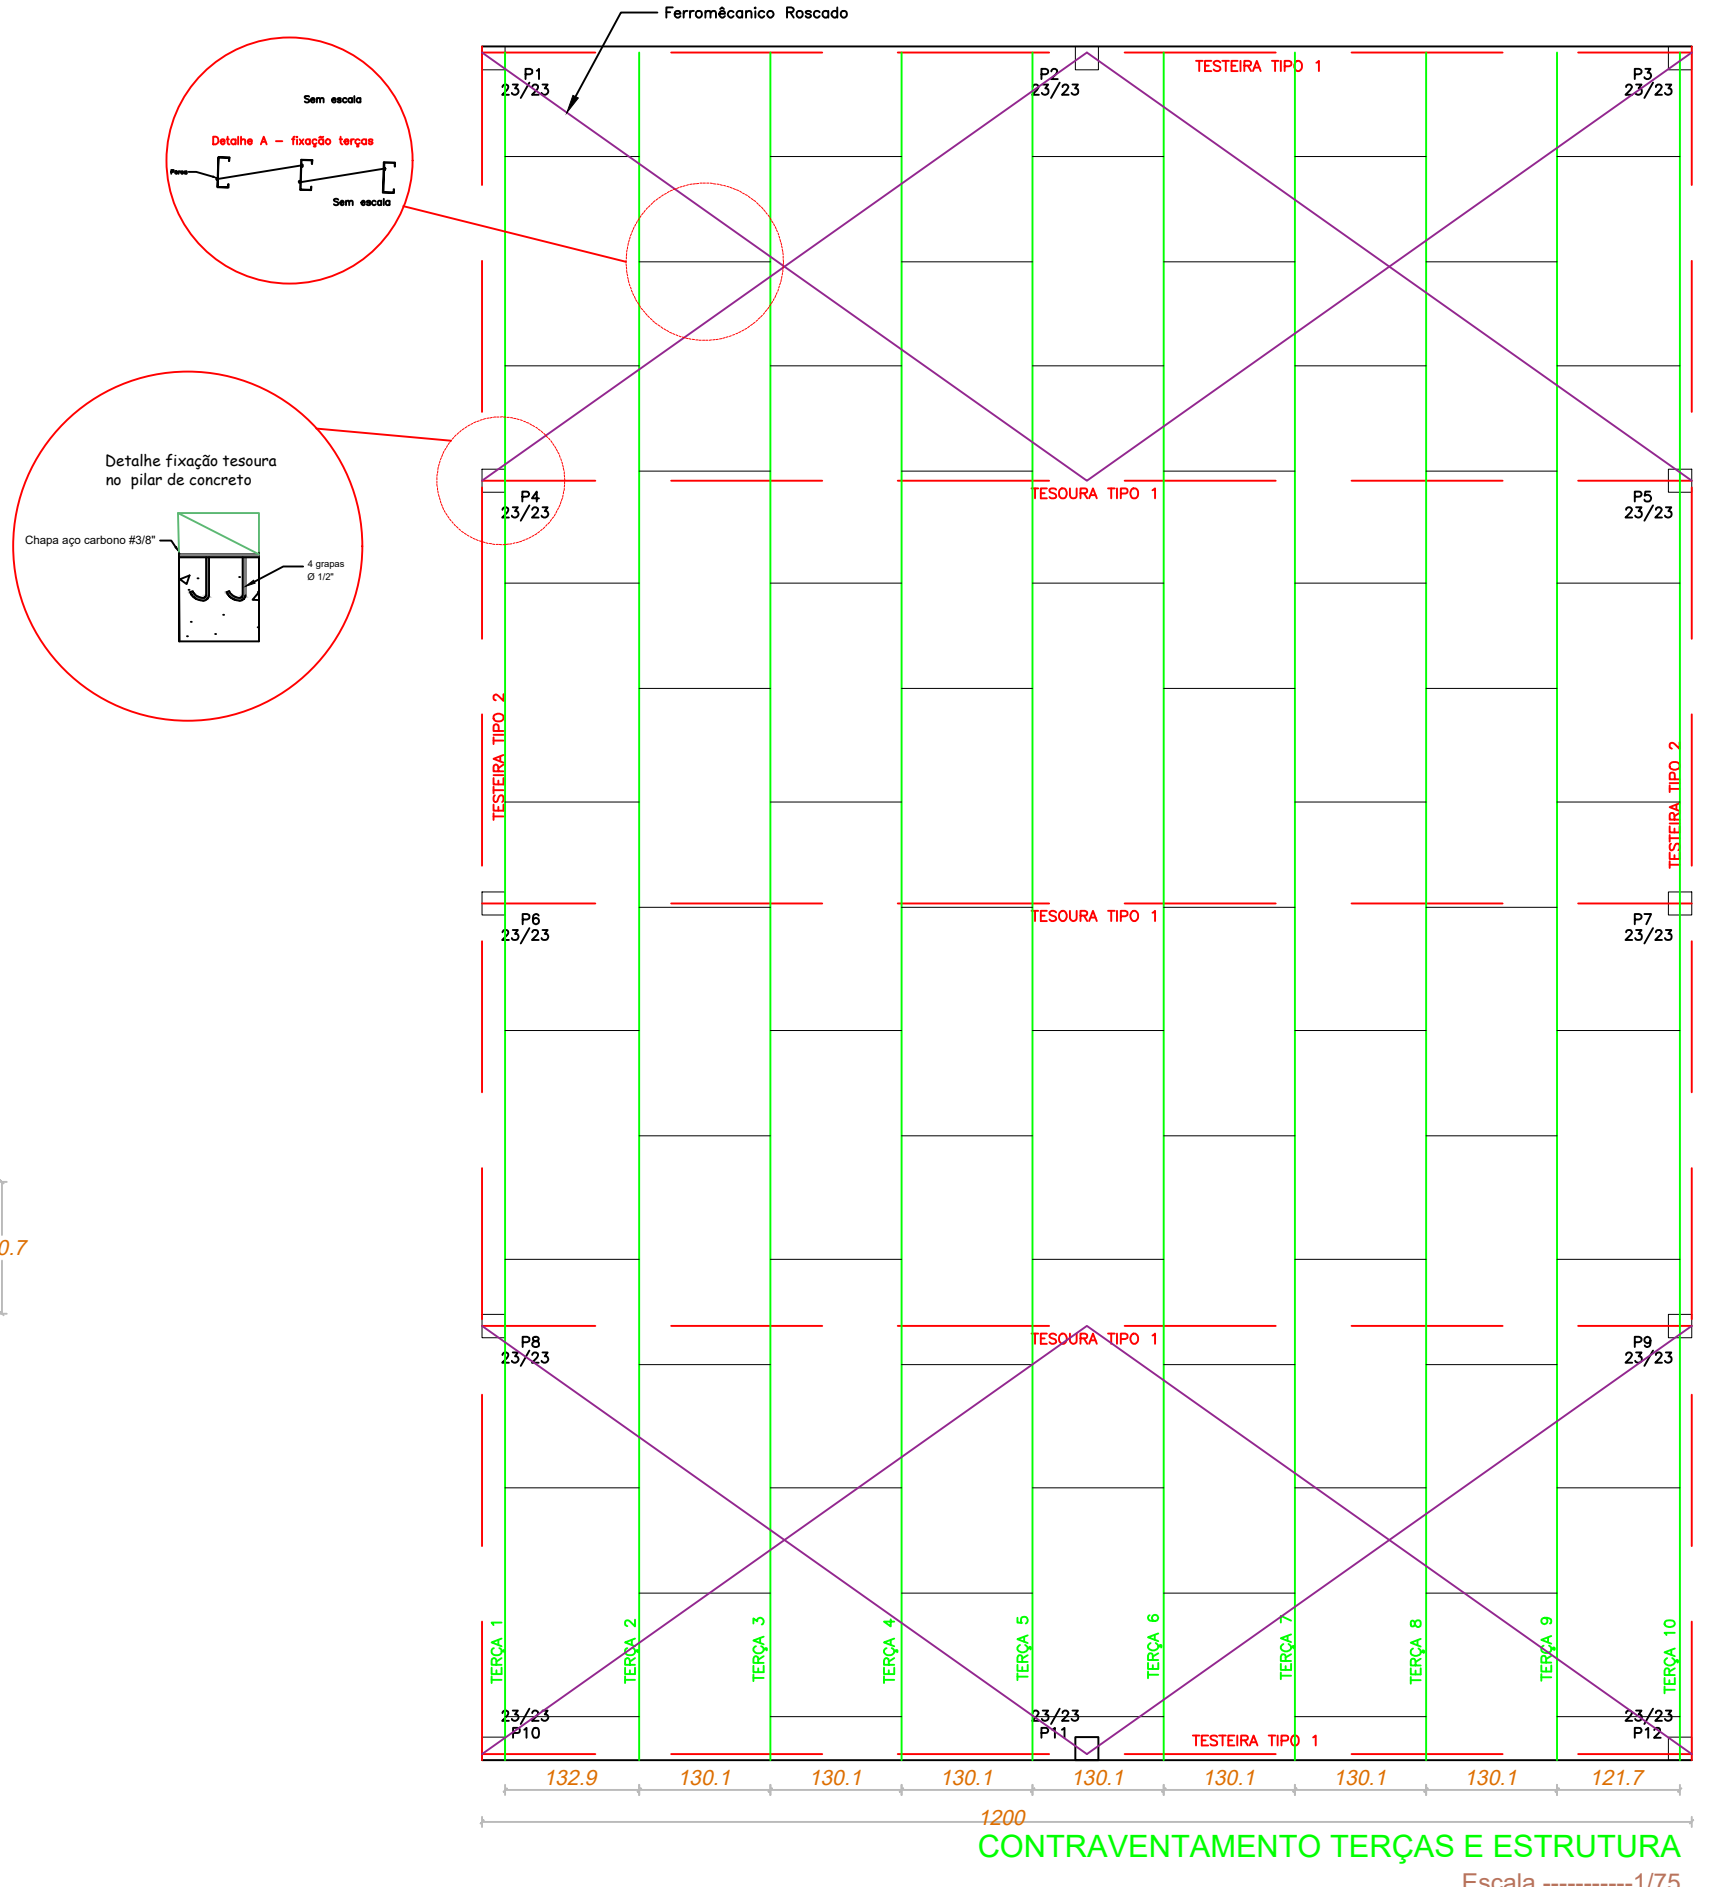 Ferromêcanico Roscado
P1
23/23
P2
23/23
TESTEIRA TIPO 1
P3
23/23
Sem escala
Detalhe A – fixação terças
Sem escala
Detalhe fixação tesoura
no pilar de concreto
Chapa aço carbono #3/8"
4 grapas
Ø 1/2"
P4
23/23
TESOURA TIPO 1
P5
23/23
TESTEIRA TIPO 2
TESTEIRA TIPO 2
P6
23/23
TESOURA TIPO 1
P7
23/23
0.7
P8
23/23
TESOURA TIPO 1
P9
23/23
TERÇA 1
TERÇA 2
TERÇA 3
TERÇA 4
TERÇA 5
TERÇA 6
TERÇA 7
TERÇA 8
TERÇA 9
TERÇA 10
23/23
P10
23/23
P11
TESTEIRA TIPO 1
23/23
P12
132.9
130.1
130.1
130.1
130.1
130.1
130.1
130.1
121.7
1200
CONTRAVENTAMENTO TERÇAS E ESTRUTURA
Escala -----------1/75